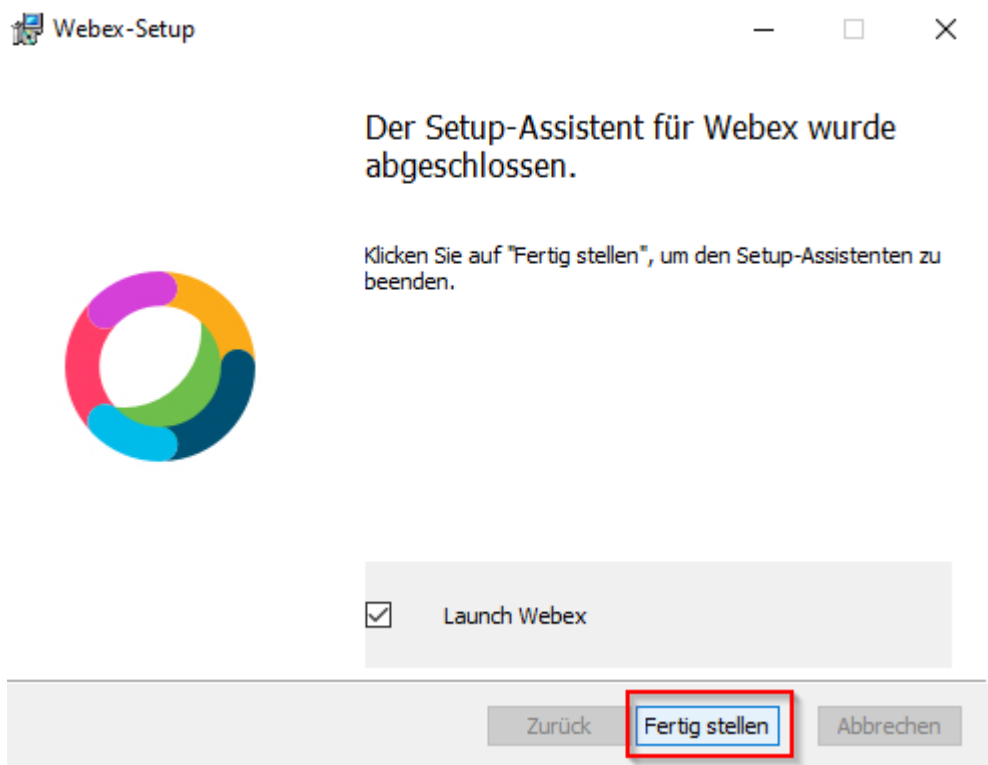 Webex-Setup
Der Setup-Assistent für Webex wurde
abgeschlossen.
Klicken Sie auf "Fertig stellen", um den Setup-Assistenten zu
beenden.
Launch Webex
Zurück Fertig stellen Abbrechen